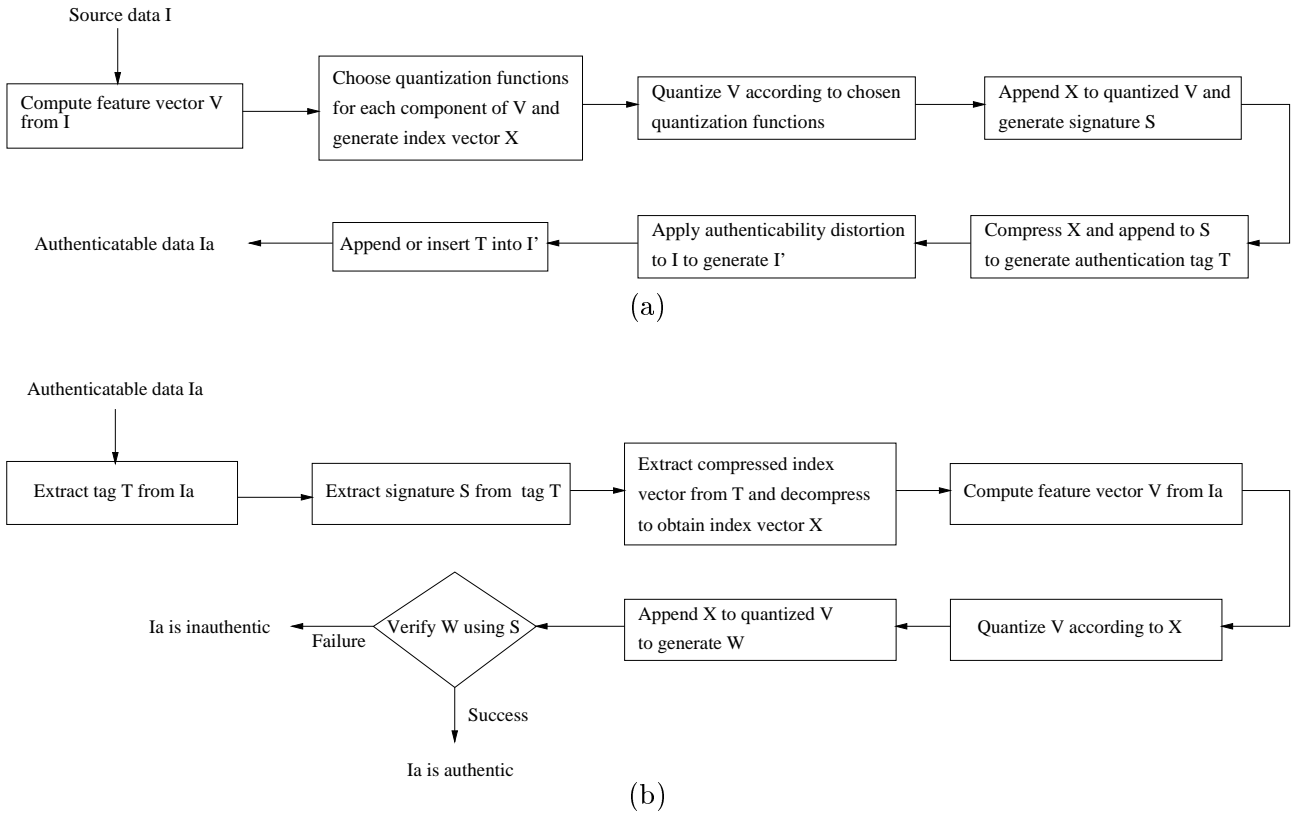 Source data I
Compute feature vector V
from I
Choose quantization functions
for each component of V and
generate index vector X
Quantize V according to chosen
quantization functions
Append X to quantized V and
generate signature S
Compress X and append to S
to generate authentication tag T
Apply authenticability distortion
to I to generate I'
Append or insert T into I'
Authenticatable data Ia
(a)
Authenticatable data Ia
Extract tag T from Ia
Extract signature S from tag T
Extract compressed index
vector from T and decompress
to obtain index vector X
Compute feature vector V from Ia
Quantize V according to X
Append X to quantized V
to generate W
Verify W using S
Failure
Ia is inauthentic
Success
Ia is authentic
(b)